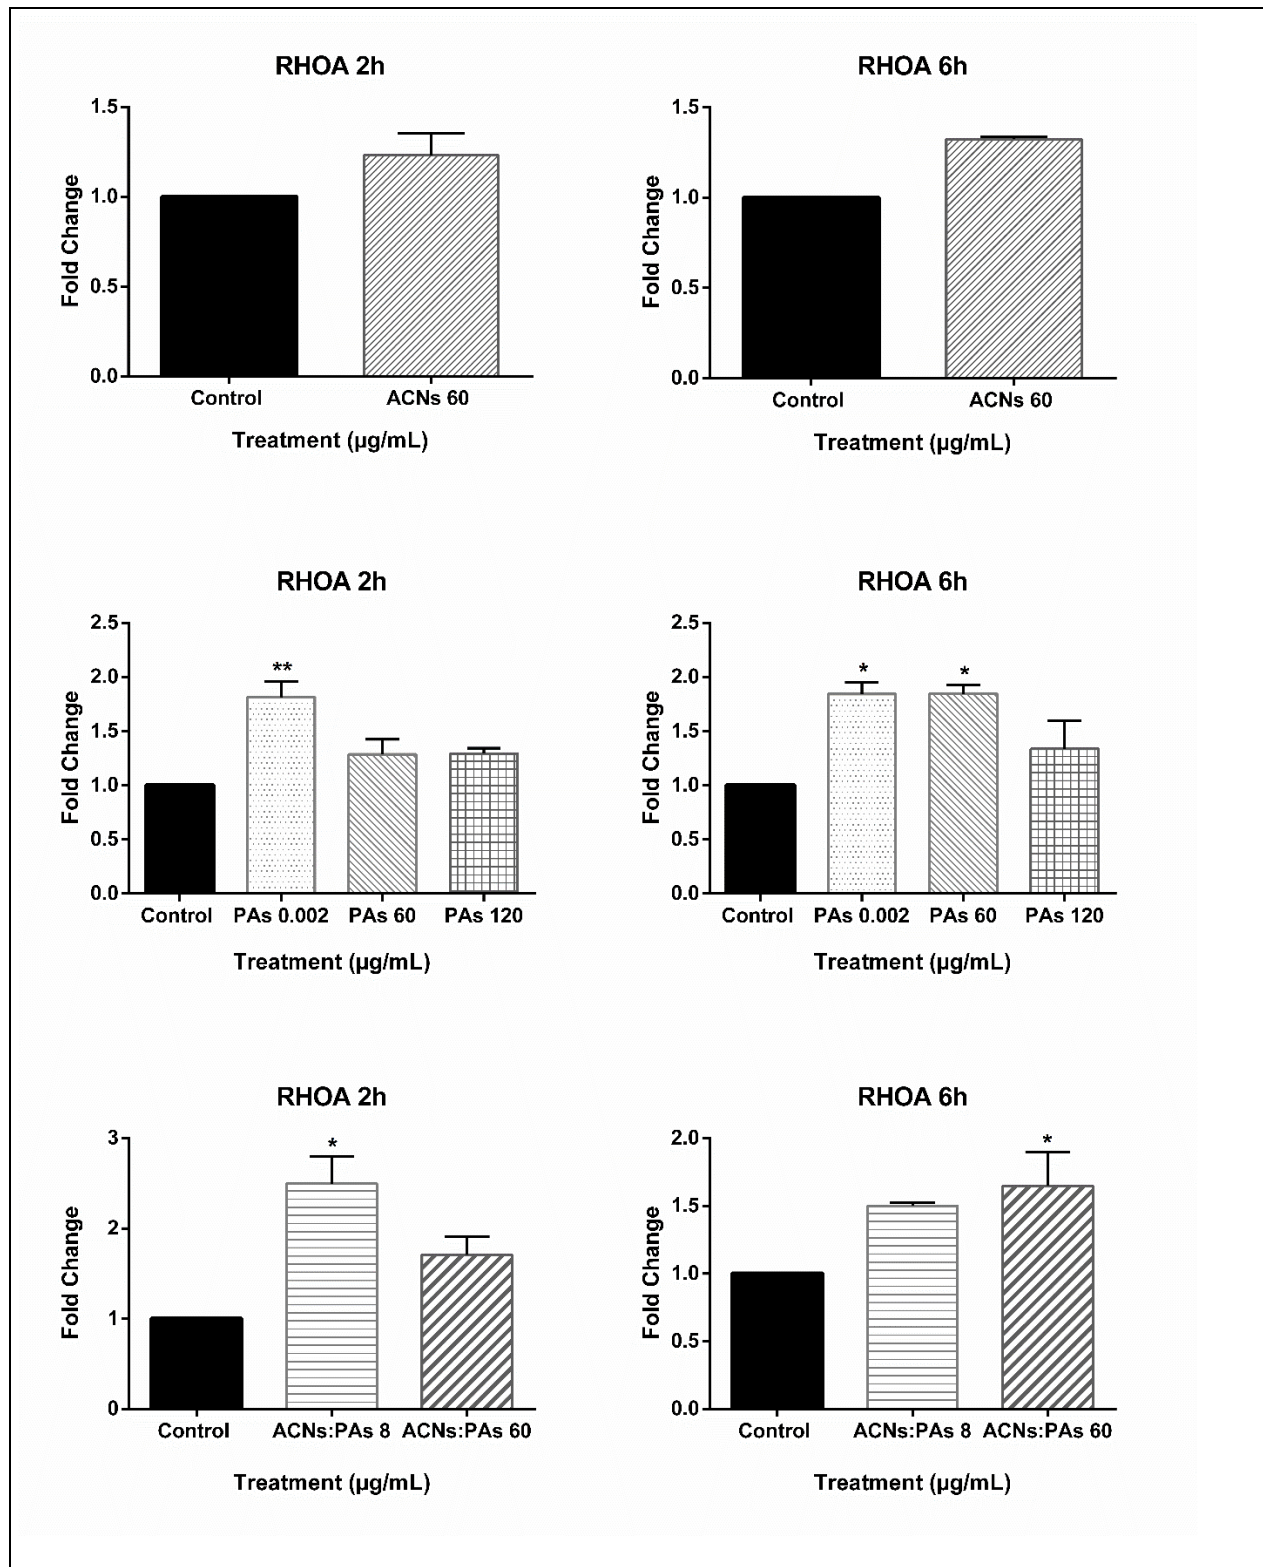 RHOA 2h
1.5
1.0
0.5
0.0
Fold Change
Control ACNs 60
Treatment (µg/mL)
RHOA 6h
1.5
1.0
0.5
0.0
Fold Change
Control ACNs 60
Treatment (µg/mL)
RHOA 2h
2.5
2.0
1.5
1.0
0.5
0.0
Fold Change
**
Control PAs 0.002 PAs 60 PAs 120
Treatment (µg/mL)
RHOA 6h
2.5
2.0
1.5
1.0
0.5
0.0
Fold Change
* *
Control PAs 0.002 PAs 60 PAs 120
Treatment (µg/mL)
RHOA 2h
3
2
1
0
Fold Change
*
Control ACNs:PAs 8 ACNs:PAs 60
Treatment (µg/mL)
RHOA 6h
2.0
1.5
1.0
0.5
0.0
Fold Change
*
Control ACNs:PAs 8 ACNs:PAs 60
Treatment (µg/mL)